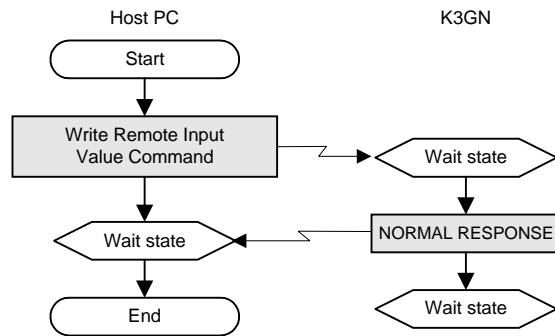 Host PC
K3GN
Start
Write Remote Input
Value Command
Wait state
Wait state
NORMAL RESPONSE
End
Wait state